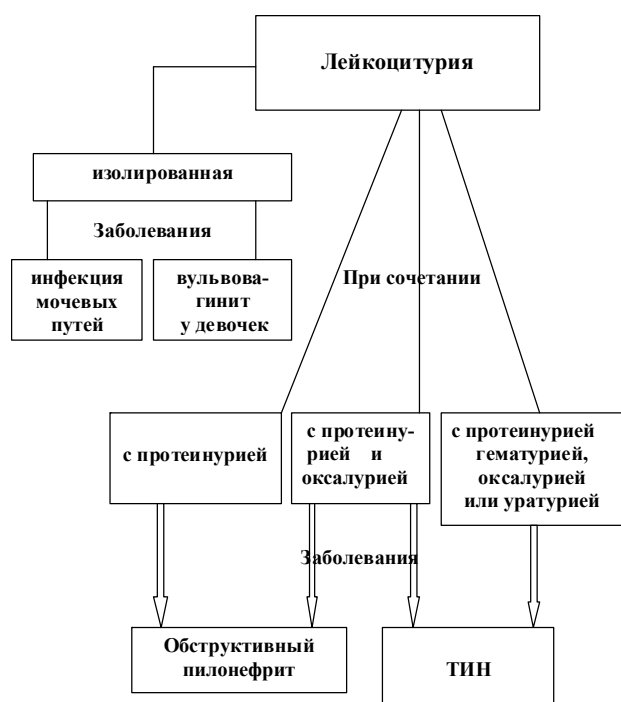 Лейкоцитурия
изолированная
Заболевания
инфекция
мочевых
путей
вульвова-
гинит
у девочек
При сочетании
с протеинурией
с протеину-
рией и
оксалурией
с протеинурией
гематурией,
оксалурией
или уратурией
Заболевания
Обструктивный
пилонефрит
ТИН